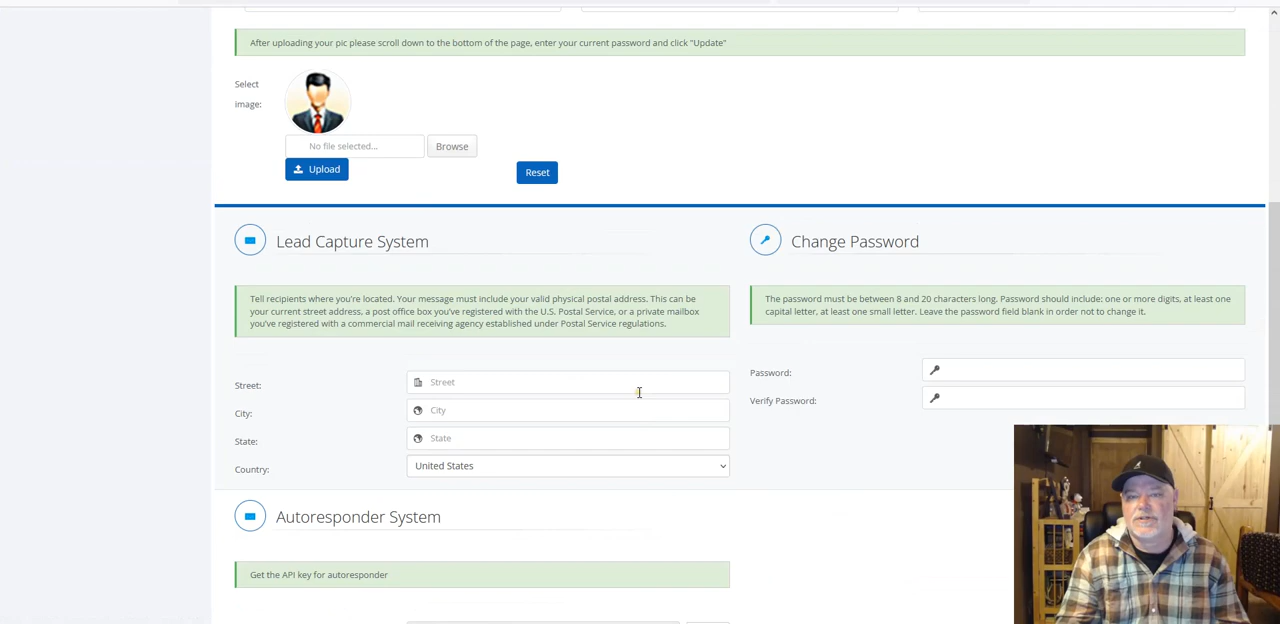 After uploading your pic please scroll down to the bottom of the page, enter your current password and click "Update"
Select
image:
No file selected...
Browse
Upload
Reset
Lead Capture System
Tell recipients where you're located. Your message must include your valid physical postal address. This can be
your current street address, a post office box you've registered with the U.S. Postal Service, or a private mailbox
you've registered with a commercial mail receiving agency established under Postal Service regulations.
Street:
Street
City:
City
State:
State
Country:
United States
Change Password
The password must be between 8 and 20 characters long. Password should include: one or more digits, at least one
capital letter, at least one small letter. Leave the password field blank in order not to change it.
Password:
Verify Password:
Autoresponder System
Get the API key for autoresponder